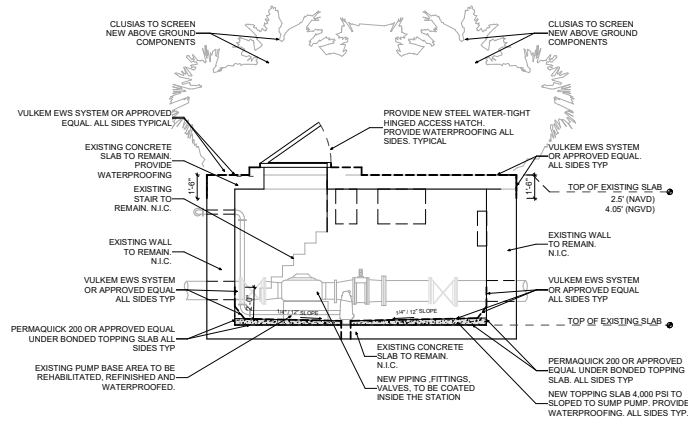 CLUSIAS TO SCREEN
NEW ABOVE GROUND
COMPONENTS
CLUSIAS TO SCREEN
NEW ABOVE GROUND
COMPONENTS
VULKEM EWS SYSTEM OR APPROVED
EQUAL. ALL SIDES TYPICAL
PROVIDE NEW STEEL WATER-TIGHT
HINGED ACCESS HATCH.
PROVIDE WATERPROOFING ALL
SIDES. TYPICAL
EXISTING CONCRETE
SLAB TO REMAIN.
PROVIDE
WATERPROOFING
VULKEM EWS SYSTEM
OR APPROVED EQUAL.
ALL SIDES TYP
1'-6"
1'-6"
TOP OF EXISTING SLAB
2.5' (NAVD)
4.05' (NGVD)
EXISTING
STAIR TO
REMAIN. N.I.C.
EXISTING WALL
TO REMAIN.
N.I.C.
EXISTING WALL
TO REMAIN.
N.I.C.
VULKEM EWS SYSTEM
OR APPROVED EQUAL
ALL SIDES TYP
VULKEM EWS SYSTEM
OR APPROVED EQUAL
ALL SIDES TYP
2'-0"
1/4"/ 12" SLOPE
1/4"/ 12" SLOPE
TOP OF EXISTING SLAB
PERMAQUICK 200 OR APPROVED EQUAL
UNDER BONDED TOPPING SLAB ALL
SIDES TYP
EXISTING PUMP BASE AREA TO BE
REHABILITATED, REFINISHED AND
WATERPROOFED.
EXISTING CONCRETE
SLAB TO REMAIN.
N.I.C.
NEW PIPING ,FITTINGS,
VALVES, TO BE COATED
INSIDE THE STATION
PERMAQUICK 200 OR APPROVED
EQUAL UNDER BONDED TOPPING
SLAB. ALL SIDES TYP
NEW TOPPING SLAB 4,000 PSI TO
SLOPED TO SUMP PUMP. PROVIDE
WATERPROOFING. ALL SIDES TYP.